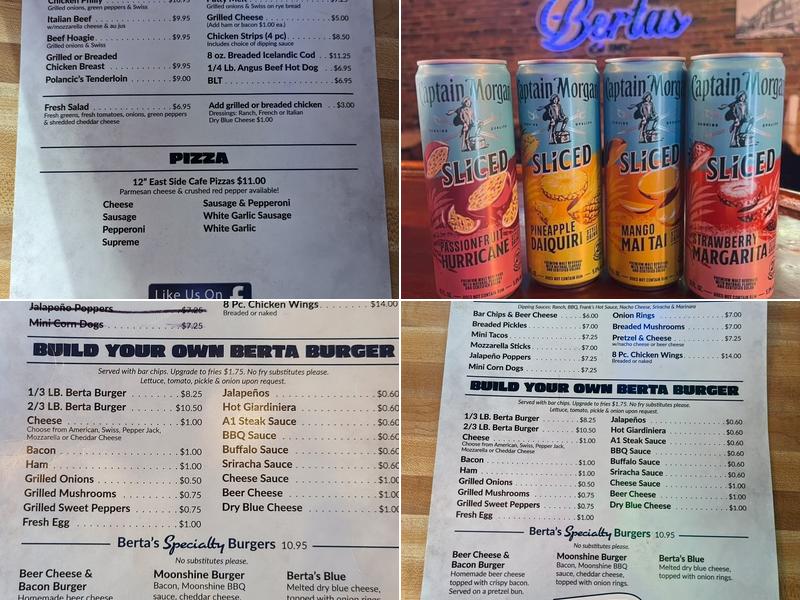 Grilled onions, green peppers & Swiss
Italian Beef $9.95
w/mozzarella cheese & au jus
Beef Hoagie $9.95
Grilled onions & Swiss
Grilled or Breaded
Chicken Breast $9.95
Polancic's Tenderloin $9.00
Grilled onions & Swiss on rye bread
Grilled Cheese $5.00
(Add ham or bacon $1.00 ea.)
Chicken Strips (4 pc) $8.50
Includes choice of dipping sauce
8 oz. Breaded Icelandic Cod $11.25
1/4 Lb. Angus Beef Hot Dog $6.95
BLT $6.95
Fresh Salad $6.95
Fresh greens, fresh tomatoes, onions, green peppers
& shredded cheddar cheese
Add grilled or breaded chicken $3.00
Dressings: Ranch, French or Italian
Dry Blue Cheese $1.00
PIZZA
12" East Side Cafe Pizzas $11.00
Parmesan cheese & crushed red pepper available!
Cheese
Sausage
Pepperoni
Supreme
Sausage & Pepperoni
White Garlic Sausage
White Garlic
Like Us On
Bertas
Captain Morgan
SLICED
PASSIONFRUIT
HURRICANE
Captain Morgan
SLICED
PINEAPPLE
DAIQUIRI
Captain Morgan
SLICED
MANGO
MAI TAI
Captain Morgan
SLICED
STRAWBERRY
MARGARITA
Jalapeño Poppers $7.25
Mini Corn Dogs $7.25
8 Pc. Chicken Wings $14.00
Breaded or naked
BUILD YOUR OWN BERTA BURGER
Served with bar chips. Upgrade to fries $1.75. No fry substitutes please.
Lettuce, tomato, pickle & onion upon request.
1/3 LB. Berta Burger $8.25
2/3 LB. Berta Burger $10.50
Cheese $1.00
Choose from American, Swiss, Pepper Jack,
Mozzarella or Cheddar Cheese
Bacon $1.00
Ham $1.00
Grilled Onions $0.50
Grilled Mushrooms $0.75
Grilled Sweet Peppers $0.75
Fresh Egg $1.00
Jalapeños $0.60
Hot Giardiniera $0.60
A1 Steak Sauce $0.60
BBQ Sauce $0.60
Buffalo Sauce $0.60
Sriracha Sauce $0.60
Cheese Sauce $1.00
Beer Cheese $1.00
Dry Blue Cheese $1.00
Berta's Specialty Burgers 10.95
No substitutes please.
Beer Cheese &
Bacon Burger
Homemade beer cheese
Moonshine Burger
Bacon, Moonshine BBQ
sauce, cheddar cheese,
Berta's Blue
Melted dry blue cheese,
topped with onion rings.
Dipping Sauces: Ranch, BBQ, Frank's Hot Sauce, Nacho Cheese, Sriracha & Marinara
Bar Chips & Beer Cheese $6.00
Breaded Pickles $7.00
Mini Tacos $7.25
Mozzarella Sticks $7.00
Jalapeño Poppers $7.25
Mini Corn Dogs $7.25
Onion Rings $7.00
Breaded Mushrooms $7.00
Pretzel & Cheese $7.25
w/nacho cheese or beer cheese
8 Pc. Chicken Wings $14.00
Breaded or naked
BUILD YOUR OWN BERTA BURGER
Served with bar chips. Upgrade to fries $1.75. No fry substitutes please.
Lettuce, tomato, pickle & onion upon request.
1/3 LB. Berta Burger $8.25
2/3 LB. Berta Burger $10.50
Cheese $1.00
Choose from American, Swiss, Pepper Jack,
Mozzarella or Cheddar Cheese
Bacon $1.00
Ham $1.00
Grilled Onions $0.50
Grilled Mushrooms $0.75
Grilled Sweet Peppers $0.75
Fresh Egg $1.00
Jalapeños $0.60
Hot Giardiniera $0.60
A1 Steak Sauce $0.60
BBQ Sauce $0.60
Buffalo Sauce $0.60
Sriracha Sauce $0.60
Cheese Sauce $1.00
Beer Cheese $1.00
Dry Blue Cheese $1.00
Berta's Specialty Burgers 10.95
No substitutes please.
Beer Cheese &
Bacon Burger
Homemade beer cheese
topped with crispy bacon.
Served on a pretzel bun.
Moonshine Burger
Bacon, Moonshine BBQ
sauce, cheddar cheese,
topped with onion rings.
Berta's Blue
Melted dry blue cheese,
topped with onion rings.